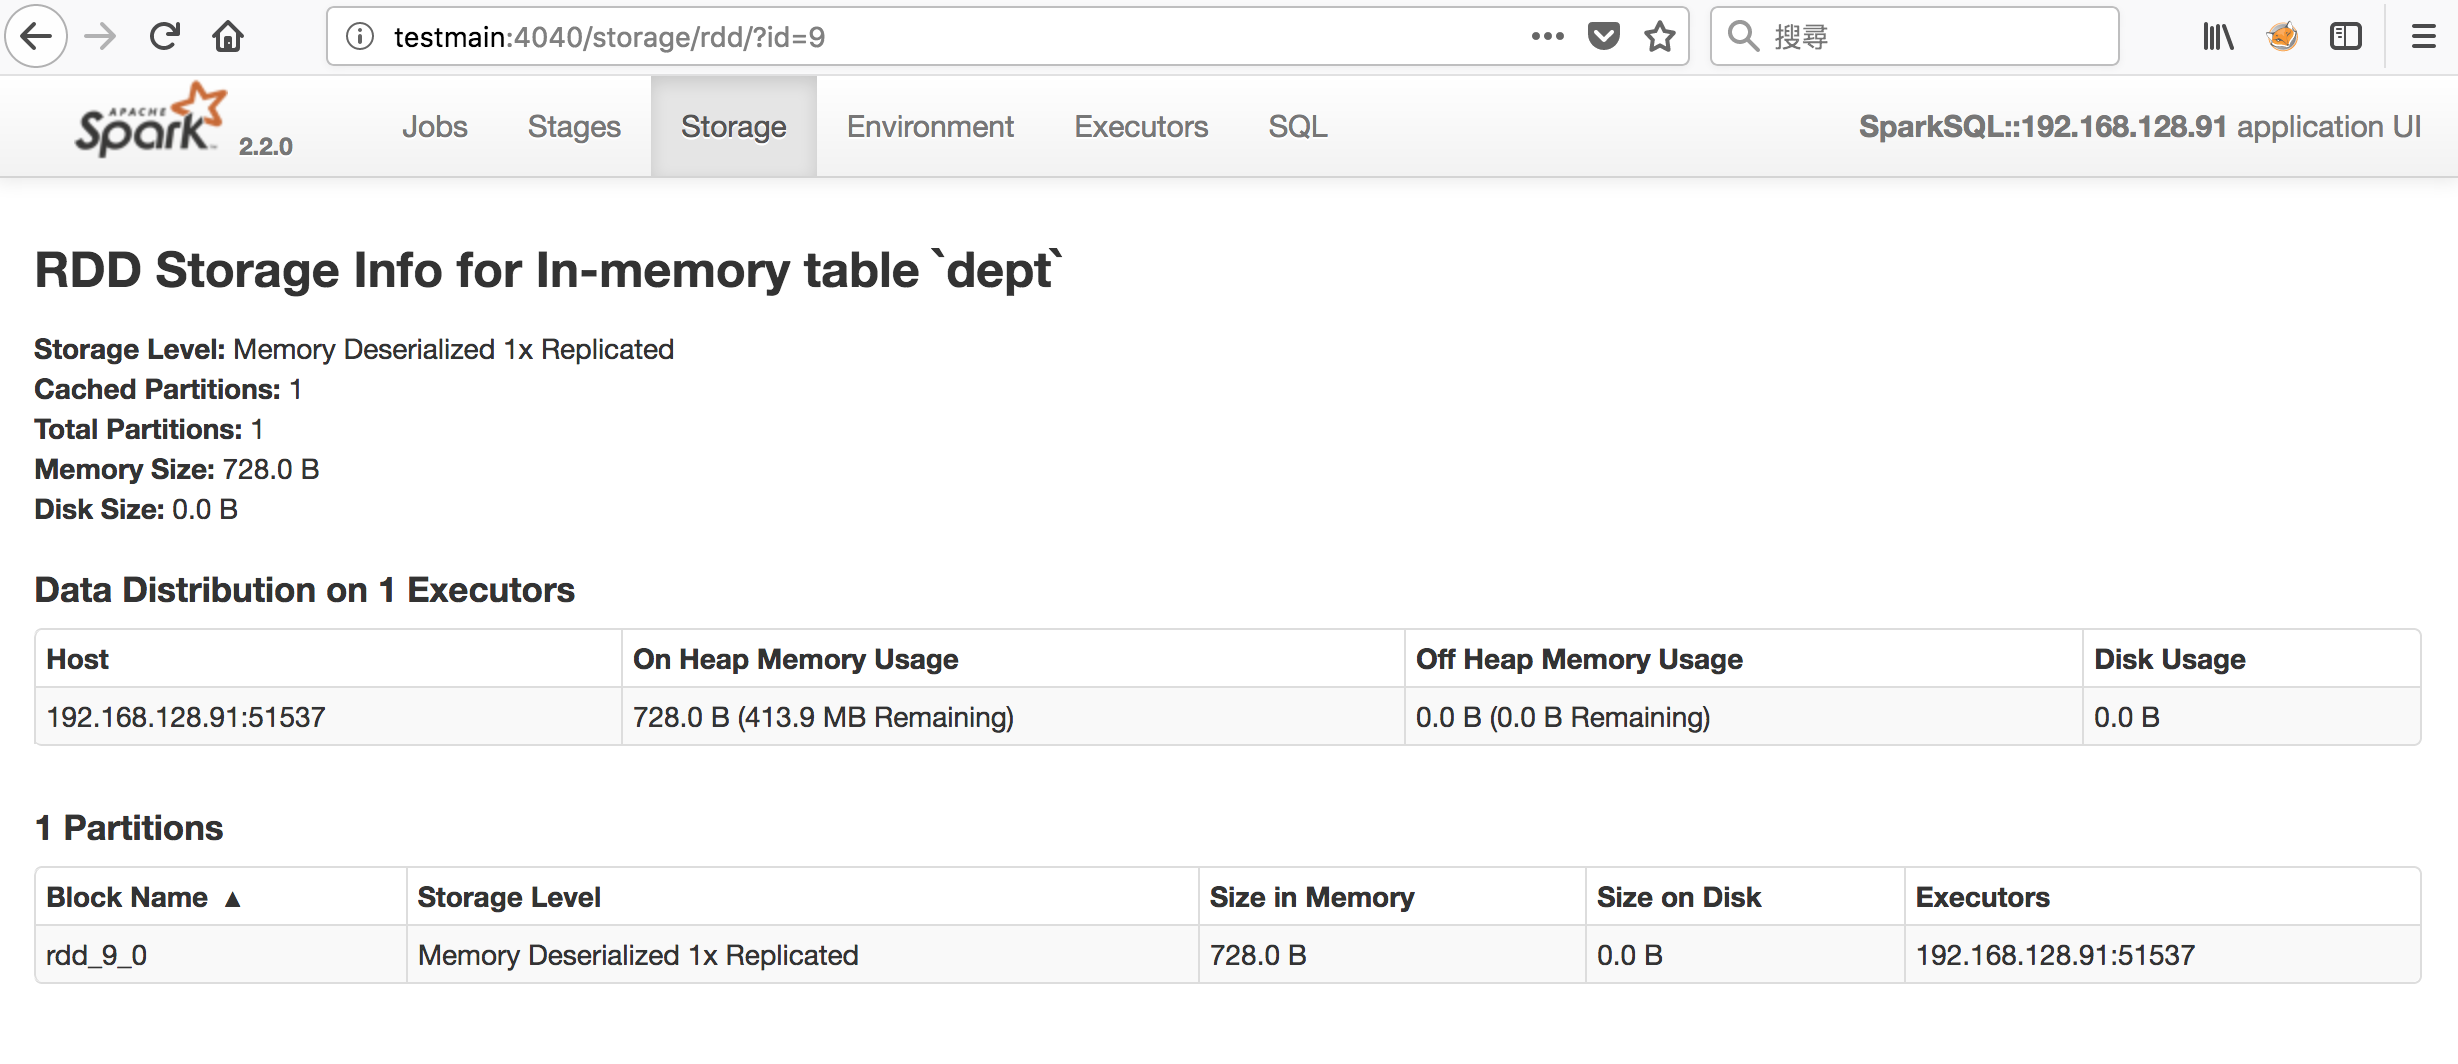 testmain:4040/storage/rdd/?id=9
搜尋
APACHE Spark 2.2.0 Jobs Stages Storage Environment Executors SQL SparkSQL::192.168.128.91 application UI
RDD Storage Info for In-memory table `dept`
Storage Level: Memory Deserialized 1x Replicated
Cached Partitions: 1
Total Partitions: 1
Memory Size: 728.0 B
Disk Size: 0.0 B
Data Distribution on 1 Executors
Host On Heap Memory Usage Off Heap Memory Usage Disk Usage
192.168.128.91:51537 728.0 B (413.9 MB Remaining) 0.0 B (0.0 B Remaining) 0.0 B
1 Partitions
Block Name ▲ Storage Level Size in Memory Size on Disk Executors
rdd_9_0 Memory Deserialized 1x Replicated 728.0 B 0.0 B 192.168.128.91:51537